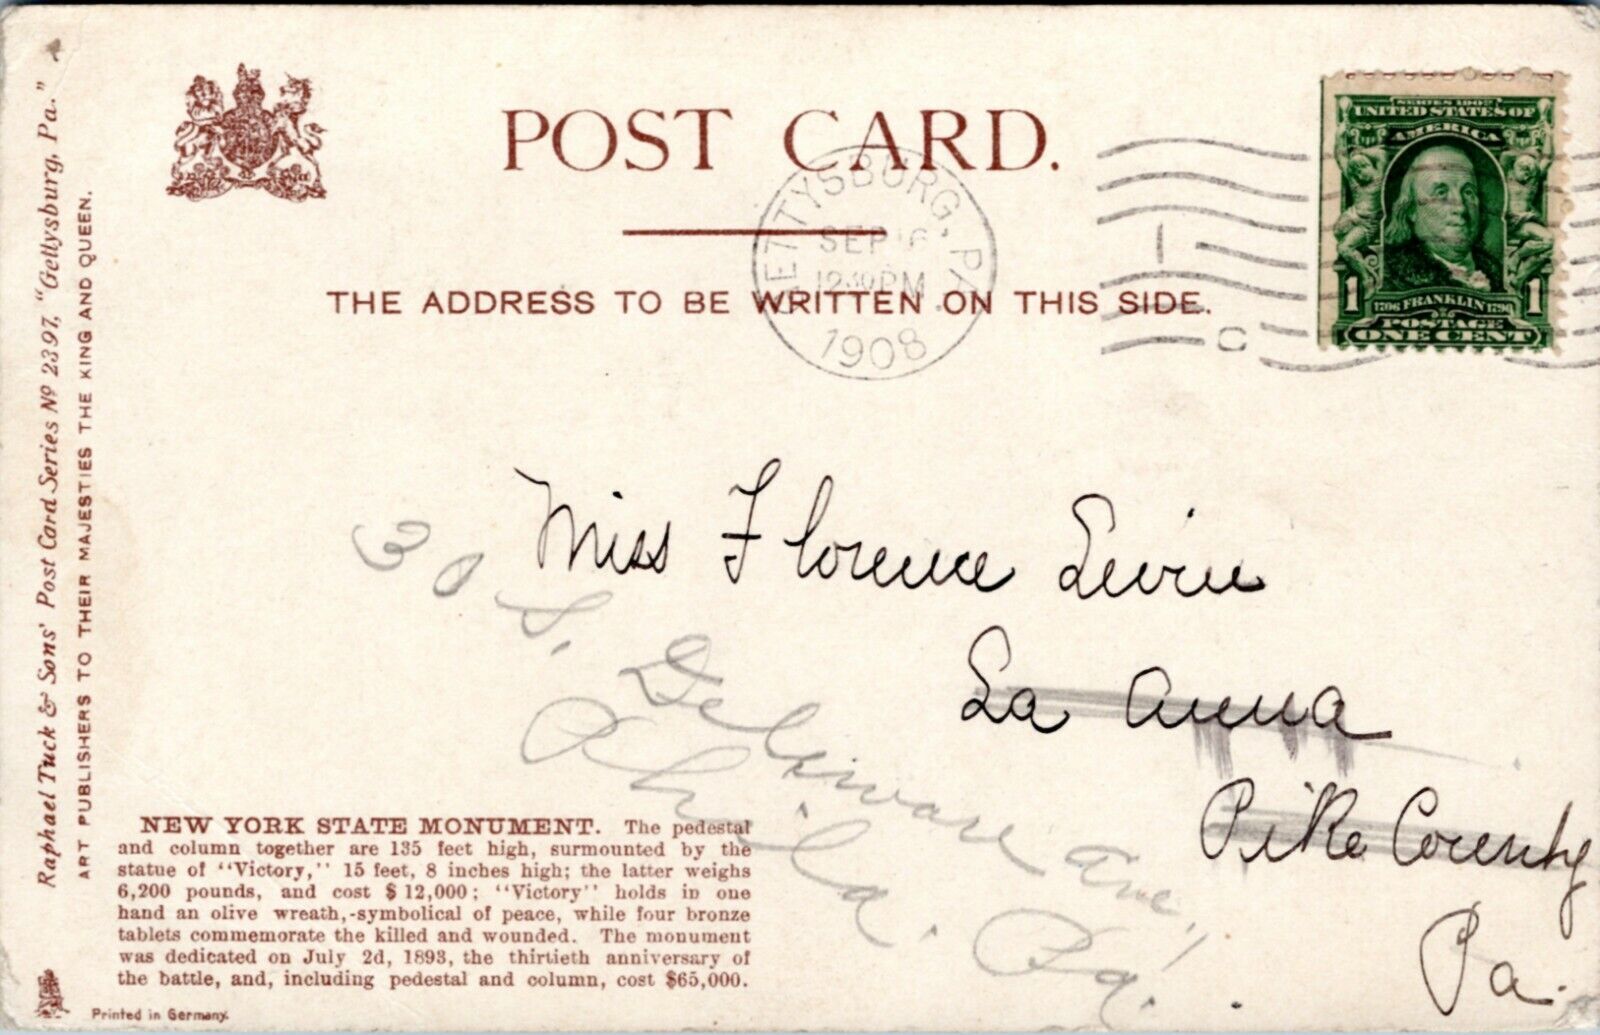 Raphael Tuck & Sons' Post Card Series No 2397, "Gettysburg, Pa."
ART PUBLISHERS TO THEIR MAJESTIES THE KING AND QUEEN.
POST CARD.
THE ADDRESS TO BE WRITTEN ON THIS SIDE.
GETTYSBURG, PA.
SEP 6
12-30 PM
1908
1
C
SERIES 1902
UNITED STATES OF
AMERICA
1 1706 FRANKLIN 1790 1
POSTAGE
ONE CENT
Miss Florence Levin
La Anna
Pike County
Pa.
30 S. Delaware ave,
Phila. Pa.
NEW YORK STATE MONUMENT. The pedestal
and column together are 135 feet high, surmounted by the
statue of "Victory," 15 feet, 8 inches high; the latter weighs
6,200 pounds, and cost $12,000; "Victory" holds in one
hand an olive wreath,-symbolical of peace, while four bronze
tablets commemorate the killed and wounded. The monument
was dedicated on July 2d, 1893, the thirtieth anniversary of
the battle, and, including pedestal and column, cost $65,000.
Printed in Germany.